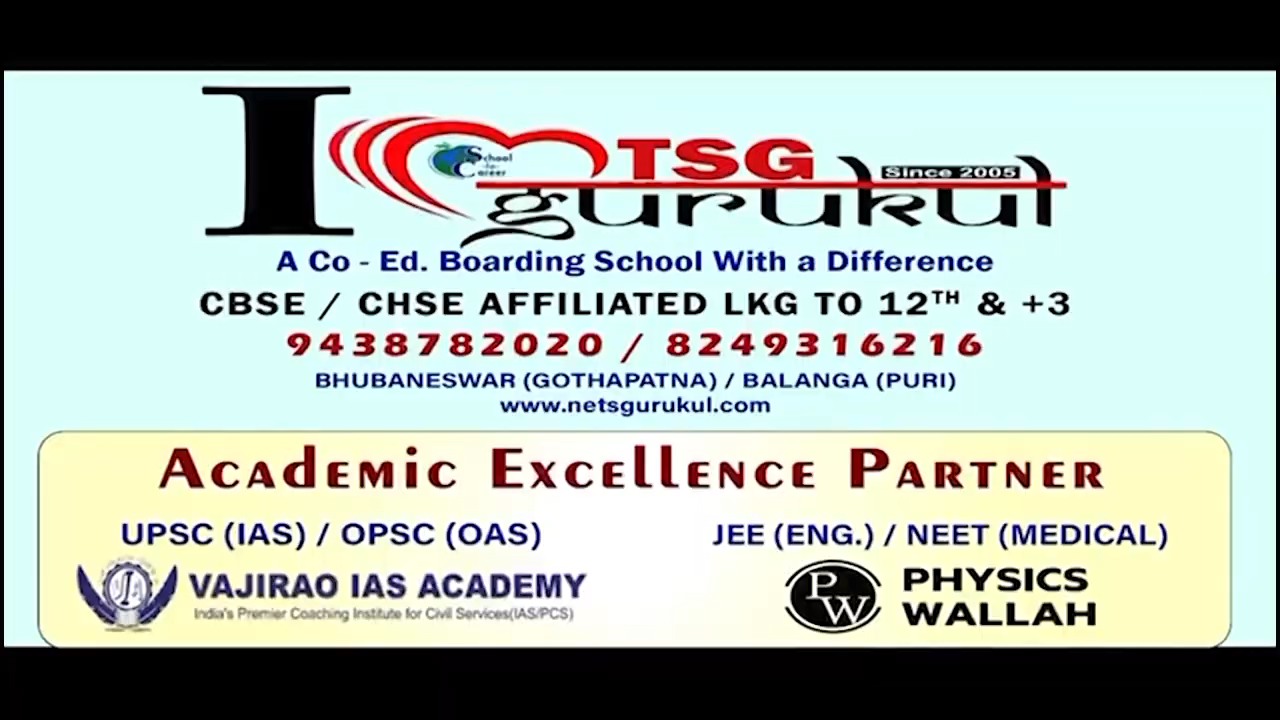 I TSG gurukul Since 2005
School -to- Career
A Co - Ed. Boarding School With a Difference
CBSE / CHSE AFFILIATED LKG TO 12TH & +3
9438782020 / 8249316216
BHUBANESWAR (GOTHAPATNA) / BALANGA (PURI)
www.netsgurukul.com
Academic Excellence Partner
UPSC (IAS) / OPSC (OAS)
VAJIRAO IAS ACADEMY
India's Premier Coaching Institute for Civil Services(IAS/PCS)
JEE (ENG.) / NEET (MEDICAL)
PW
PHYSICS
WALLAH